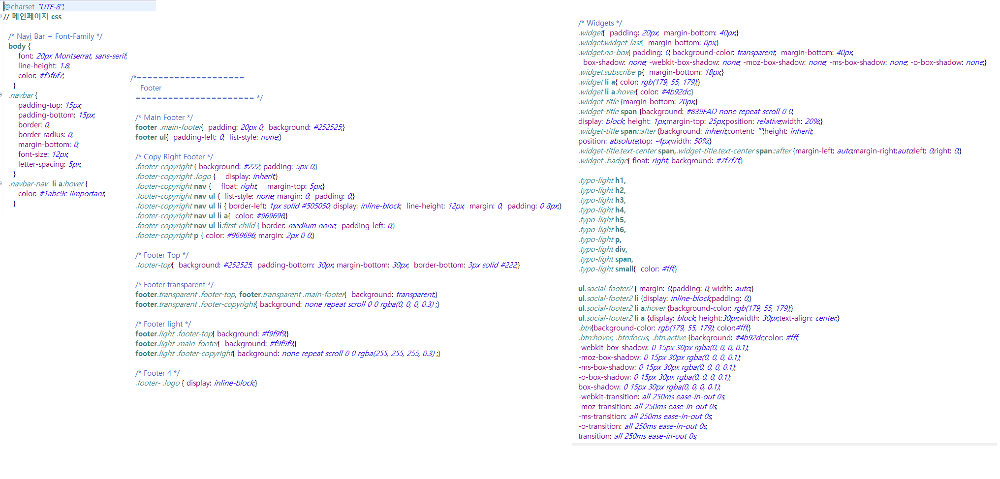 @charset "UTF-8";
// 메인페이지 css
/* Navi Bar + Font-Family */
body {
font: 20px Montserrat, sans-serif;
line-height: 1.8;
color: #f5f6f7;
}
.navbar {
padding-top: 15px;
padding-bottom: 15px;
border: 0;
border-radius: 0;
margin-bottom: 0;
font-size: 12px;
letter-spacing: 5px;
}
.navbar-nav li a:hover {
color: #1abc9c !important;
}
/*====================
Footer
====================== */
/* Main Footer */
footer .main-footer{ padding: 20px 0; background: #252525;}
footer ul{ padding-left: 0; list-style: none;}
/* Copy Right Footer */
.footer-copyright { background: #222; padding: 5px 0;}
.footer-copyright .logo { display: inherit;}
.footer-copyright nav { float: right; margin-top: 5px;}
.footer-copyright nav ul { list-style: none; margin: 0; padding: 0;}
.footer-copyright nav ul li { border-left: 1px solid #505050; display: inline-block; line-height: 12px; margin: 0; padding: 0 8px;}
.footer-copyright nav ul li a{ color: #969696;}
.footer-copyright nav ul li:first-child { border: medium none; padding-left: 0;}
.footer-copyright p { color: #969696; margin: 2px 0 0;}
/* Footer Top */
.footer-top{ background: #252525; padding-bottom: 30px; margin-bottom: 30px; border-bottom: 3px solid #222;}
/* Footer transparent */
footer.transparent .footer-top, footer.transparent .main-footer{ background: transparent;}
footer.transparent .footer-copyright{ background: none repeat scroll 0 0 rgba(0, 0, 0, 0.3) ;}
/* Footer light */
footer.light .footer-top{ background: #f9f9f9;}
footer.light .main-footer{ background: #f9f9f9;}
footer.light .footer-copyright{ background: none repeat scroll 0 0 rgba(255, 255, 255, 0.3) ;}
/* Footer 4 */
.footer- .logo { display: inline-block;}
/* Widgets */
.widget{ padding: 20px; margin-bottom: 40px;}
.widget.widget-last{ margin-bottom: 0px;}
.widget.no-box{ padding: 0; background-color: transparent; margin-bottom: 40px;
box-shadow: none; -webkit-box-shadow: none; -moz-box-shadow: none; -ms-box-shadow: none; -o-box-shadow: none;}
.widget.subscribe p{ margin-bottom: 18px;}
.widget li a{ color: rgb(179, 55, 179);}
.widget li a:hover{ color: #4b92dc;}
.widget-title {margin-bottom: 20px;}
.widget-title span {background: #839FAD none repeat scroll 0 0;
display: block; height: 1px;margin-top: 25px;position: relative;width: 20%;}
.widget-title span::after {background: inherit;content: "";height: inherit;
position: absolute;top: -4px;width: 50%;}
.widget-title.text-center span,.widget-title.text-center span::after {margin-left: auto;margin-right:auto;left: 0;right: 0;}
.widget .badge{ float: right; background: #7f7f7f;}
.typo-light h1,
.typo-light h2,
.typo-light h3,
.typo-light h4,
.typo-light h5,
.typo-light h6,
.typo-light p,
.typo-light div,
.typo-light span,
.typo-light small{ color: #fff;}
ul.social-footer2 { margin: 0;padding: 0; width: auto;}
ul.social-footer2 li {display: inline-block;padding: 0;}
ul.social-footer2 li a:hover {background-color: rgb(179, 55, 179);}
ul.social-footer2 li a {display: block; height:30px;width: 30px;text-align: center;}
.btn{background-color: rgb(179, 55, 179); color:#fff;}
.btn:hover, .btn:focus, .btn.active {background: #4b92dc;color: #fff;
-webkit-box-shadow: 0 15px 30px rgba(0, 0, 0, 0.1);
-moz-box-shadow: 0 15px 30px rgba(0, 0, 0, 0.1);
-ms-box-shadow: 0 15px 30px rgba(0, 0, 0, 0.1);
-o-box-shadow: 0 15px 30px rgba(0, 0, 0, 0.1);
box-shadow: 0 15px 30px rgba(0, 0, 0, 0.1);
-webkit-transition: all 250ms ease-in-out 0s;
-moz-transition: all 250ms ease-in-out 0s;
-ms-transition: all 250ms ease-in-out 0s;
-o-transition: all 250ms ease-in-out 0s;
transition: all 250ms ease-in-out 0s;